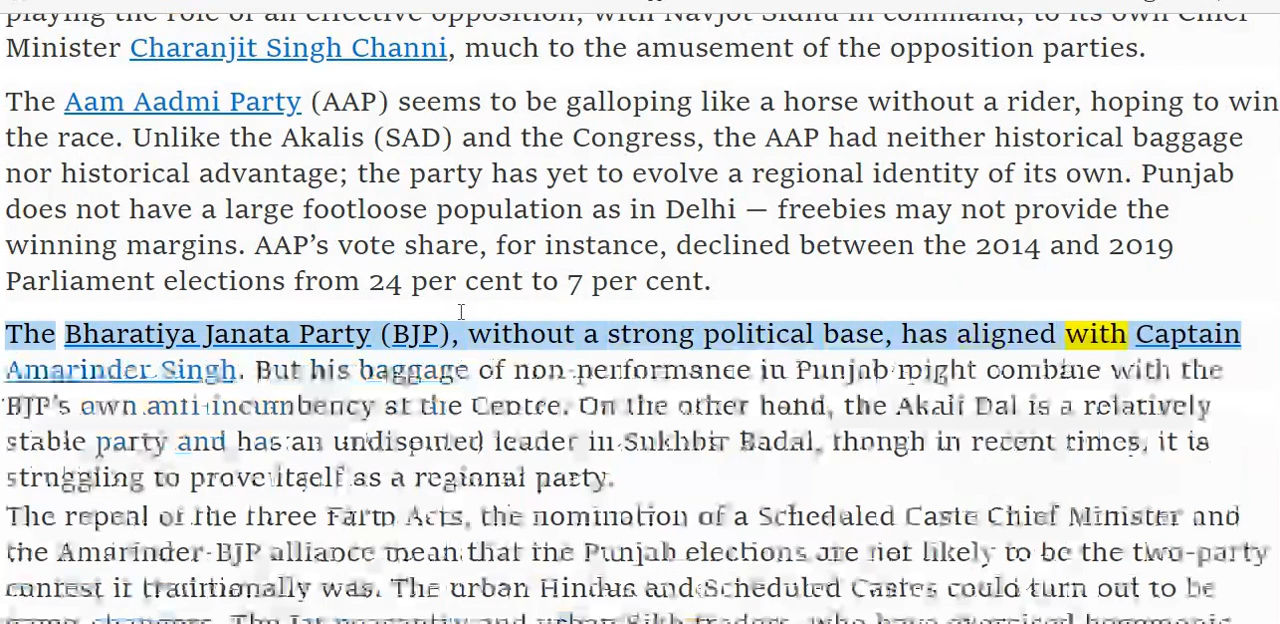 playing the role of an effective opposition, with Navjot Sidhu in command, to its own Chief
Minister Charanjit Singh Channi, much to the amusement of the opposition parties.
The Aam Aadmi Party (AAP) seems to be galloping like a horse without a rider, hoping to win
the race. Unlike the Akalis (SAD) and the Congress, the AAP had neither historical baggage
nor historical advantage; the party has yet to evolve a regional identity of its own. Punjab
does not have a large footloose population as in Delhi — freebies may not provide the
winning margins. AAP’s vote share, for instance, declined between the 2014 and 2019
Parliament elections from 24 per cent to 7 per cent.
The Bharatiya Janata Party (BJP), without a strong political base, has aligned with Captain
Amarinder Singh. But his baggage of non-performance in Punjab might combine with the
BJP’s own anti-incumbency at the Centre. On the other hand, the Akali Dal is a relatively
stable party and has an undisputed leader in Sukhbir Badal, though in recent times, it is
struggling to prove itself as a regional party.
The repeal of the three Farm Acts, the nomination of a Scheduled Caste Chief Minister and
the Amarinder-BJP alliance mean that the Punjab elections are not likely to be the two-party
contest it traditionally was. The urban Hindus and Scheduled Castes could turn out to be